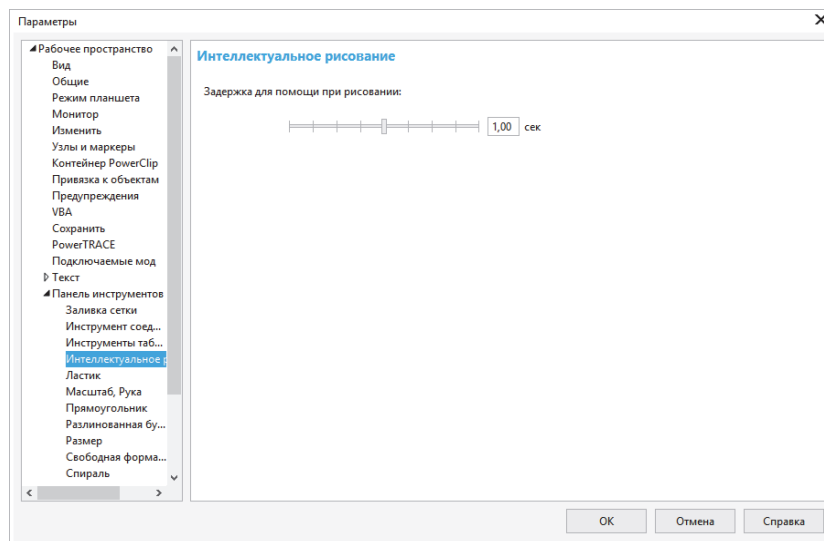 Параметры
Рабочее пространство
Вид
Общие
Режим планшета
Монитор
Изменить
Узлы и маркеры
Контейнер PowerClip
Привязка к объектам
Предупреждения
VBA
Сохранить
PowerTRACE
Подключаемые мод
Текст
Панель инструментов
Заливка сетки
Инструмент соед...
Инструменты таб...
Интеллектуальное р
Ластик
Масштаб, Рука
Прямоугольник
Разлинованная бу...
Размер
Свободная форма...
Спираль
Интеллектуальное рисование
Задержка для помощи при рисовании:
1,00 сек
OK Отмена Справка